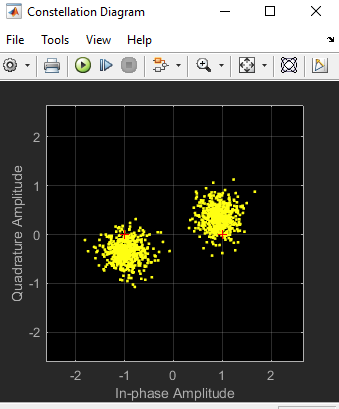 Constellation Diagram
File Tools View Help
2
1
0
-1
-2
Quadrature Amplitude
-2 -1 0 1 2
In-phase Amplitude